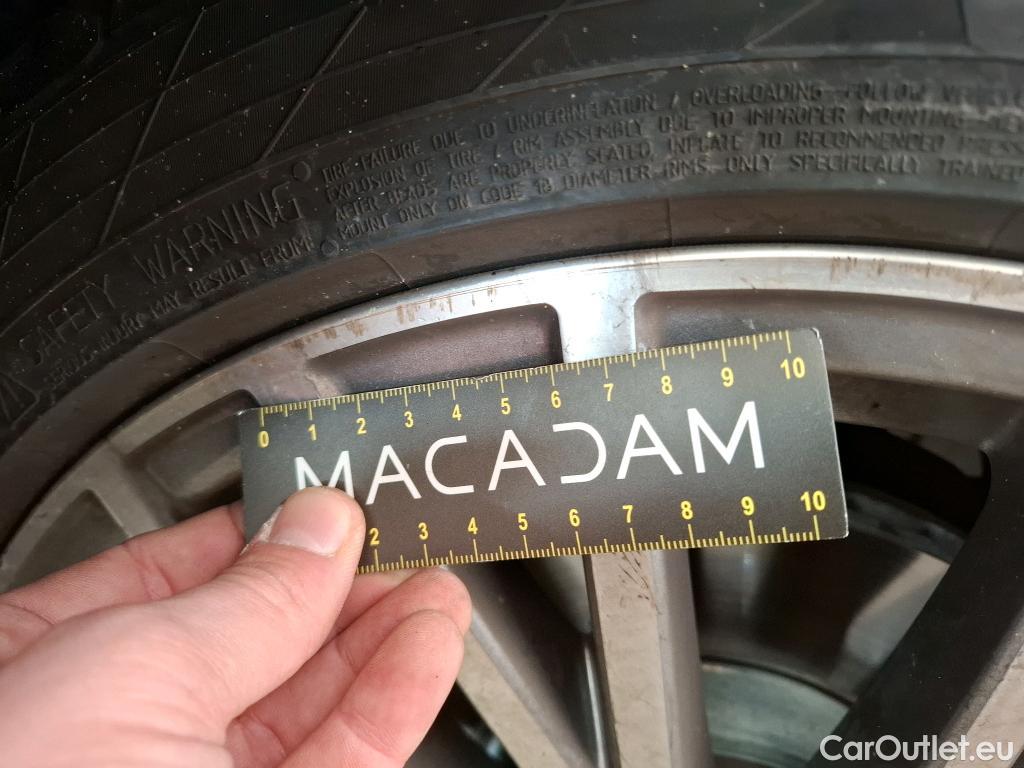 TIRE FAILURE DUE TO UNDERINFLATION / OVERLOADING. FOLLOW
EXPLOSION OF TIRE / RIM ASSEMBLY DUE TO IMPROPER MOUNTING.
AFTER BEADS ARE PROPERLY SEATED, INFLATE TO RECOMMENDED
MOUNT ONLY ON CODE 18 DIAMETER RIMS. ONLY SPECIFICALLY
SAFETY WARNING
MAY RESULT FROM:
0 1 2 3 4 5 6 7 8 9 10
MACADAM
2 3 4 5 6 7 8 9 10
CarOutlet.eu